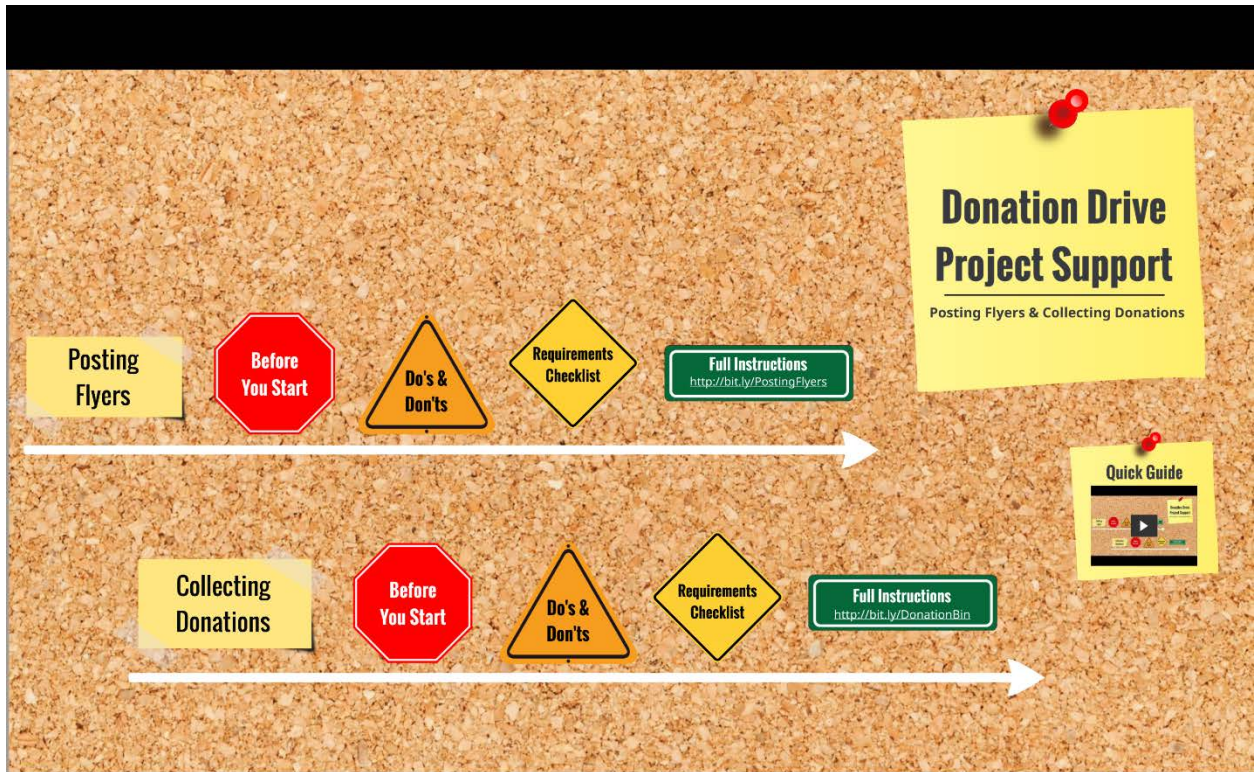 Donation Drive
Project Support
Posting Flyers & Collecting Donations
Posting
Flyers
Before
You Start
Do's &
Don'ts
Requirements
Checklist
Full Instructions
http://bit.ly/PostingFlyers
Quick Guide
Collecting
Donations
Before
You Start
Do's &
Don'ts
Requirements
Checklist
Full Instructions
http://bit.ly/DonationBin